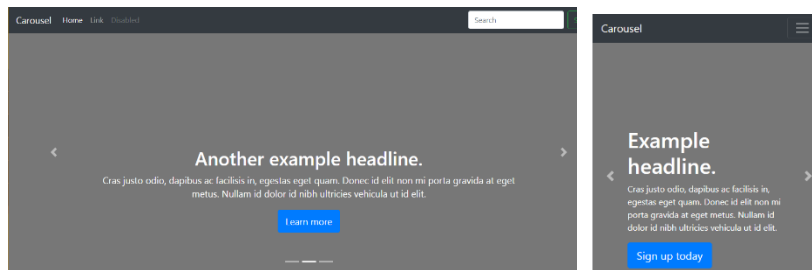 Carousel Home Link Disabled Search
Another example headline.
Cras justo odio, dapibus ac facilisis in, egestas eget quam. Donec id elit non mi porta gravida at eget
metus. Nullam id dolor id nibh ultricies vehicula ut id elit.
Learn more
Carousel
Example
headline.
Cras justo odio, dapibus ac facilisis in,
egestas eget quam. Donec id elit non mi
porta gravida at eget metus. Nullam id
dolor id nibh ultricies vehicula ut id elit.
Sign up today